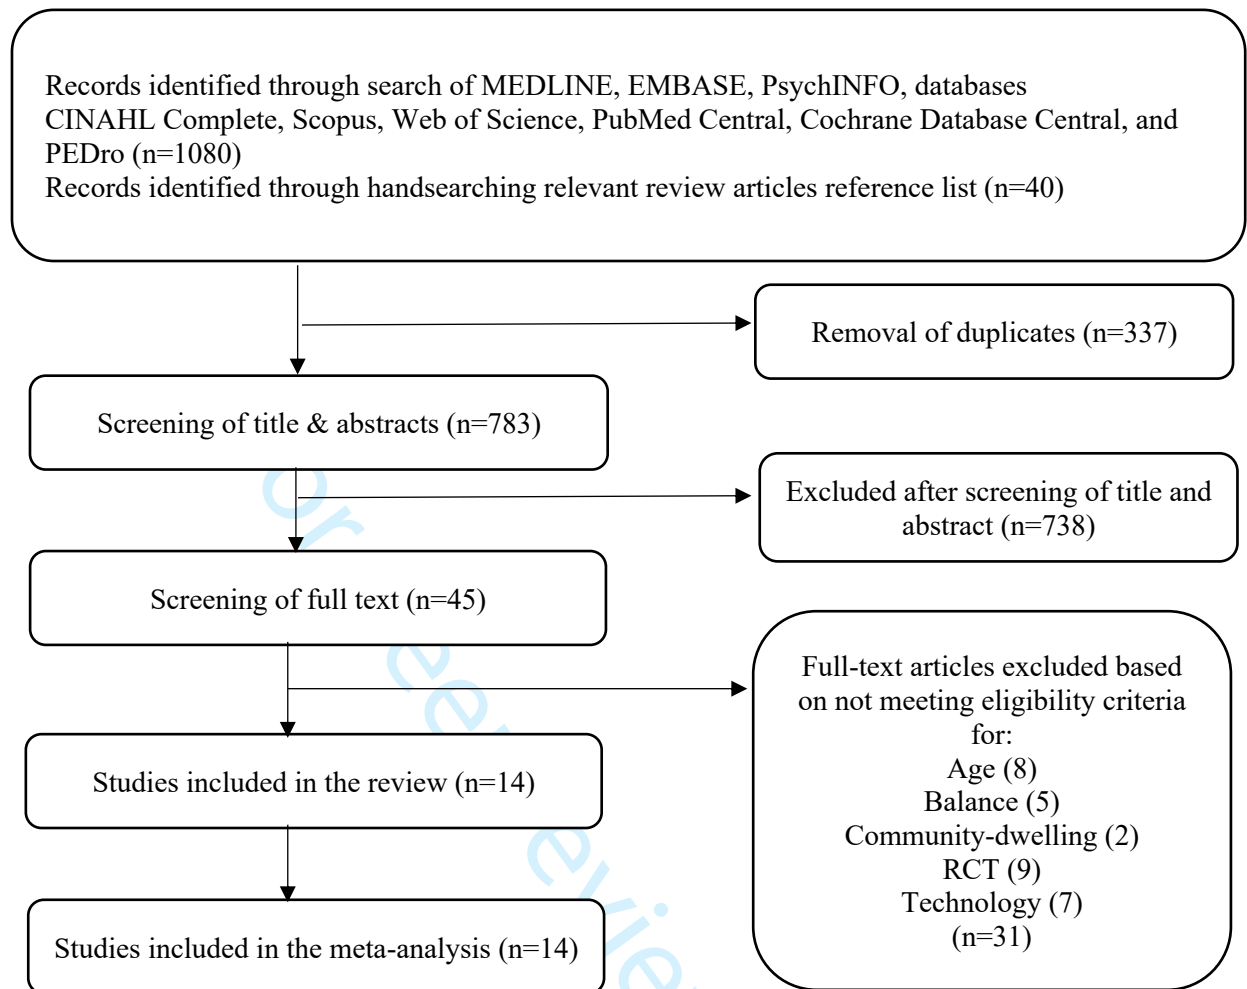 Records identified through search of MEDLINE, EMBASE, PsychINFO, databases
CINAHL Complete, Scopus, Web of Science, PubMed Central, Cochrane Database Central, and
PEDro (n=1080)
Records identified through handsearching relevant review articles reference list (n=40)
Removal of duplicates (n=337)
Screening of title & abstracts (n=783)
Excluded after screening of title and
abstract (n=738)
Screening of full text (n=45)
Full-text articles excluded based
on not meeting eligibility criteria
for:
Age (8)
Balance (5)
Community-dwelling (2)
RCT (9)
Technology (7)
(n=31)
Studies included in the review (n=14)
Studies included in the meta-analysis (n=14)